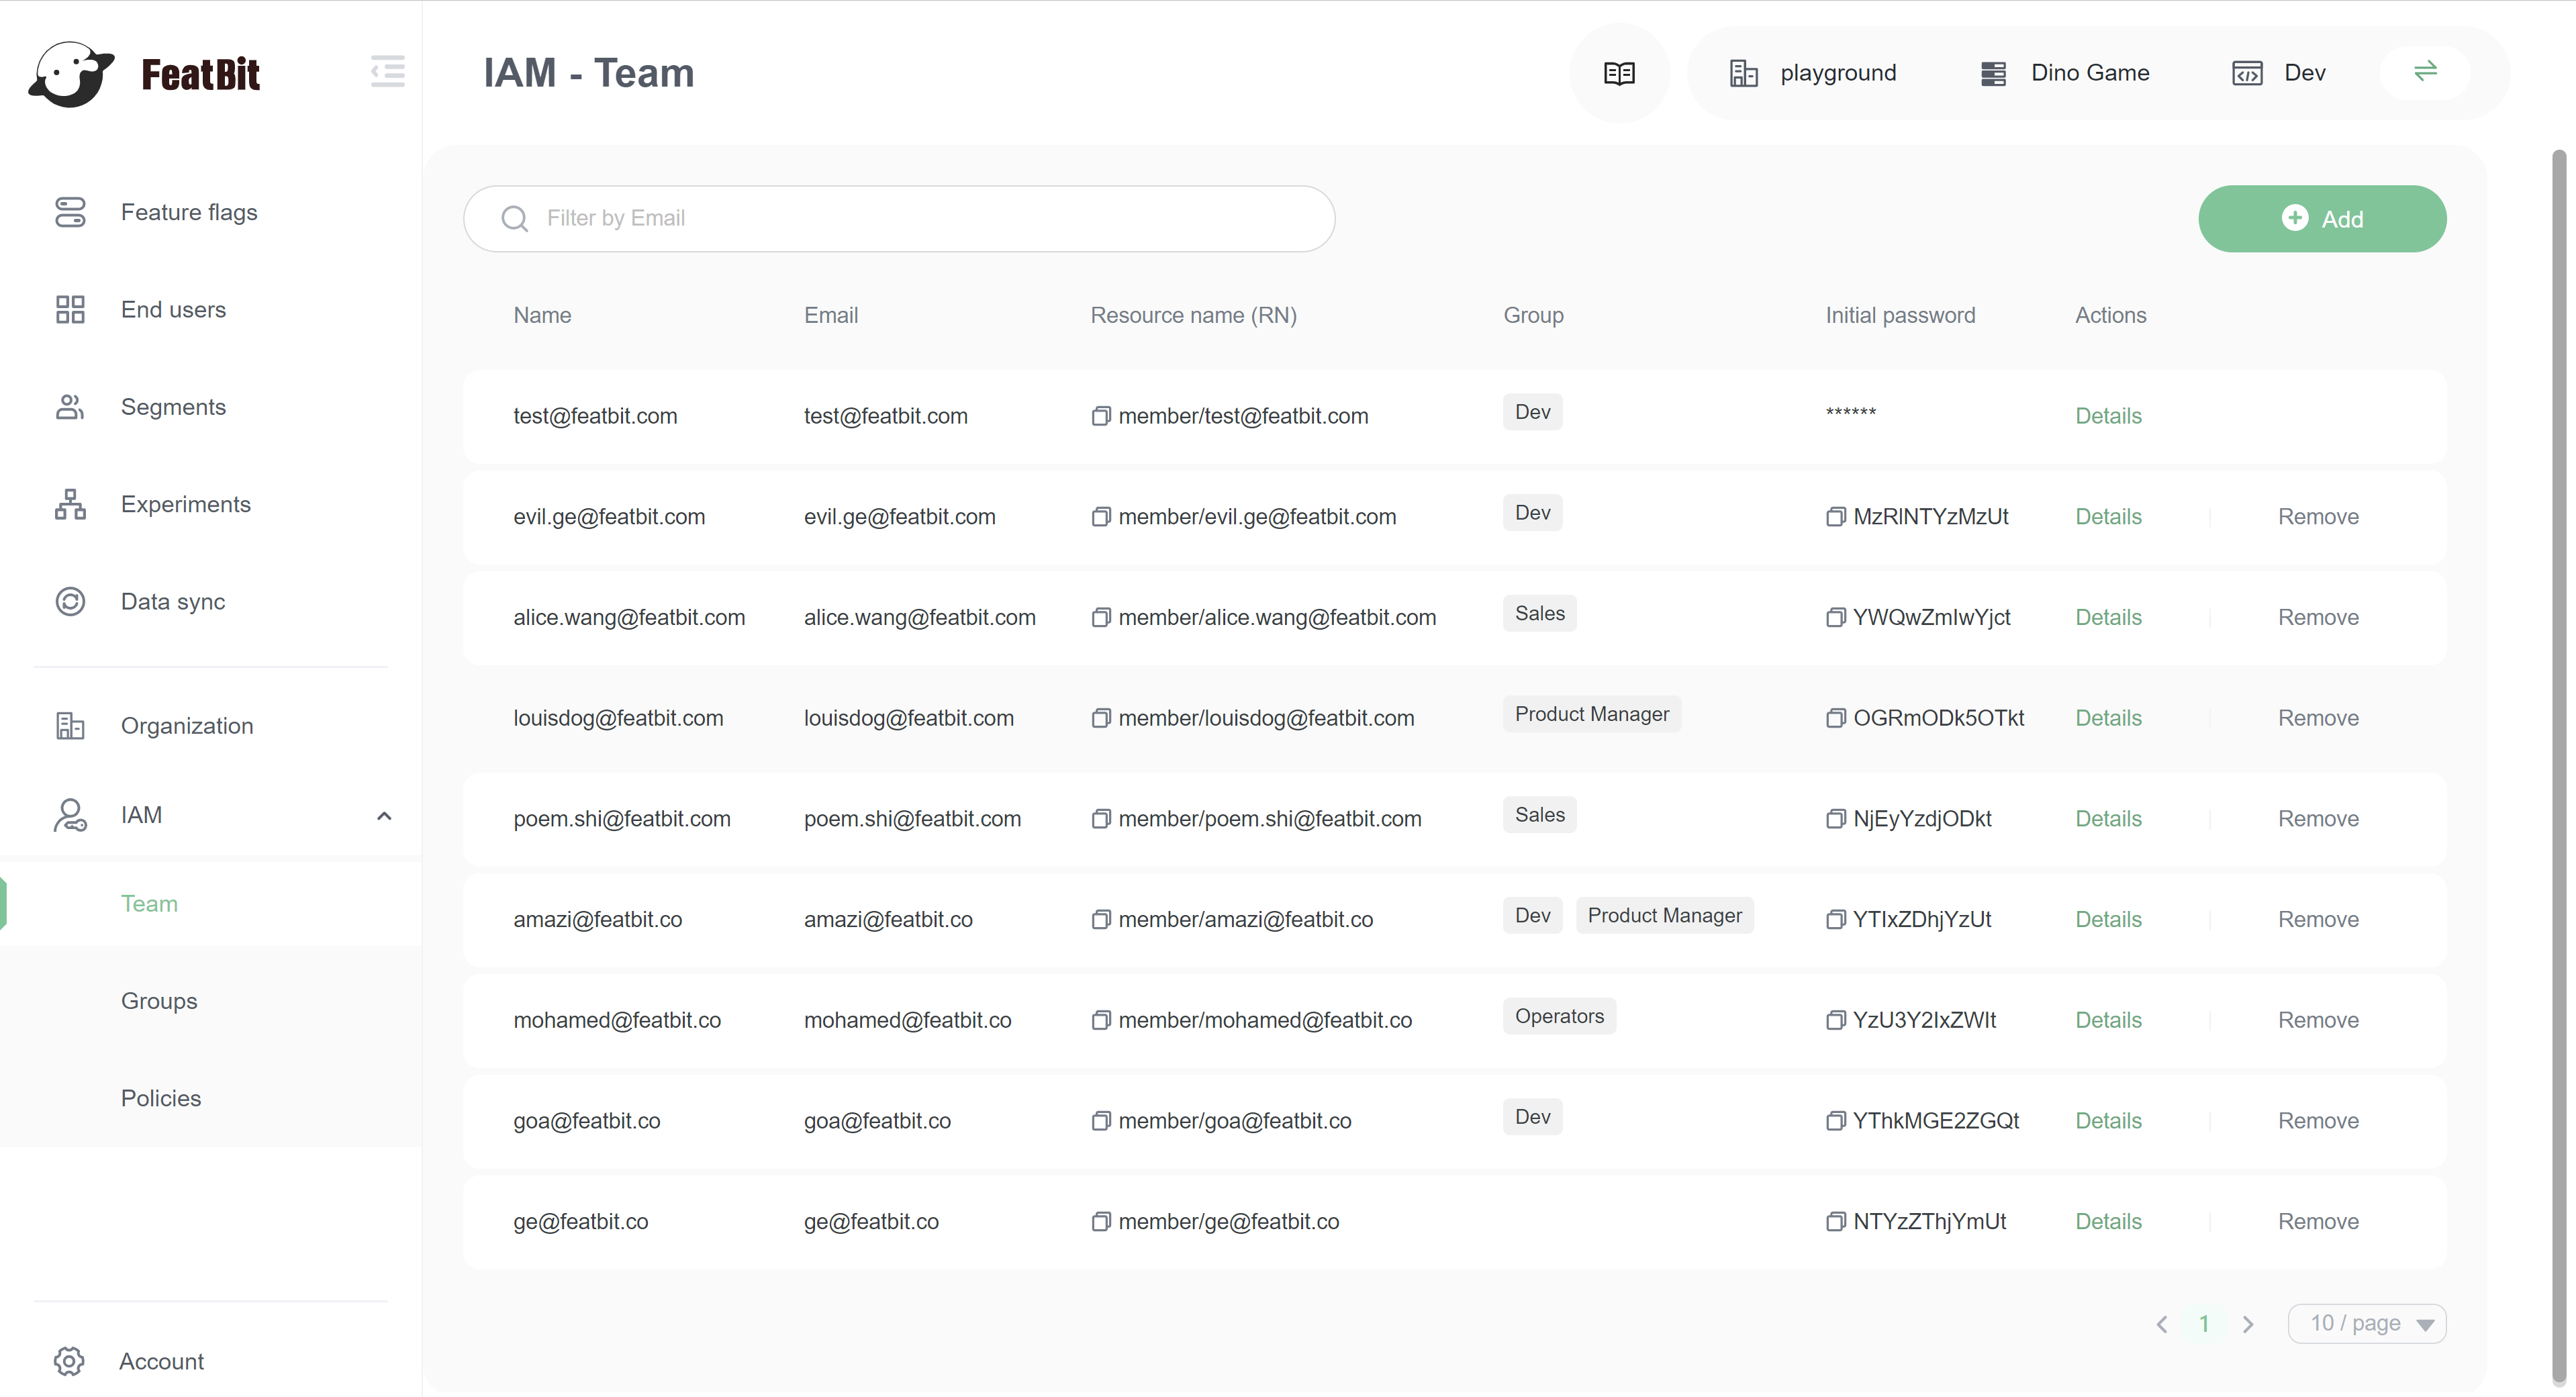 FeatBit
IAM - Team
playground
Dino Game
Dev
Feature flags
End users
Segments
Experiments
Data sync
Organization
IAM
Team
Groups
Policies
Account
Filter by Email
Add
Name Email Resource name (RN) Group Initial password Actions
test@featbit.com test@featbit.com member/test@featbit.com Dev ****** Details
evil.ge@featbit.com evil.ge@featbit.com member/evil.ge@featbit.com Dev MzRlNTYzMzUt Details Remove
alice.wang@featbit.com alice.wang@featbit.com member/alice.wang@featbit.com Sales YWQwZmIwYjct Details Remove
louisdog@featbit.com louisdog@featbit.com member/louisdog@featbit.com Product Manager OGRmODk5OTkt Details Remove
poem.shi@featbit.com poem.shi@featbit.com member/poem.shi@featbit.com Sales NjEyYzdjODkt Details Remove
amazi@featbit.co amazi@featbit.co member/amazi@featbit.co Dev Product Manager YTIxZDhjYzUt Details Remove
mohamed@featbit.co mohamed@featbit.co member/mohamed@featbit.co Operators YzU3Y2IxZWIt Details Remove
goa@featbit.co goa@featbit.co member/goa@featbit.co Dev YThkMGE2ZGQt Details Remove
ge@featbit.co ge@featbit.co member/ge@featbit.co NTYzZThjYmUt Details Remove
1 10 / page